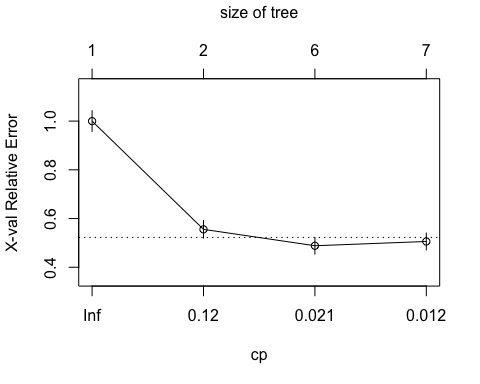 size of tree
1 2 6 7
X-val Relative Error
1.0
0.8
0.6
0.4
Inf 0.12 0.021 0.012
cp